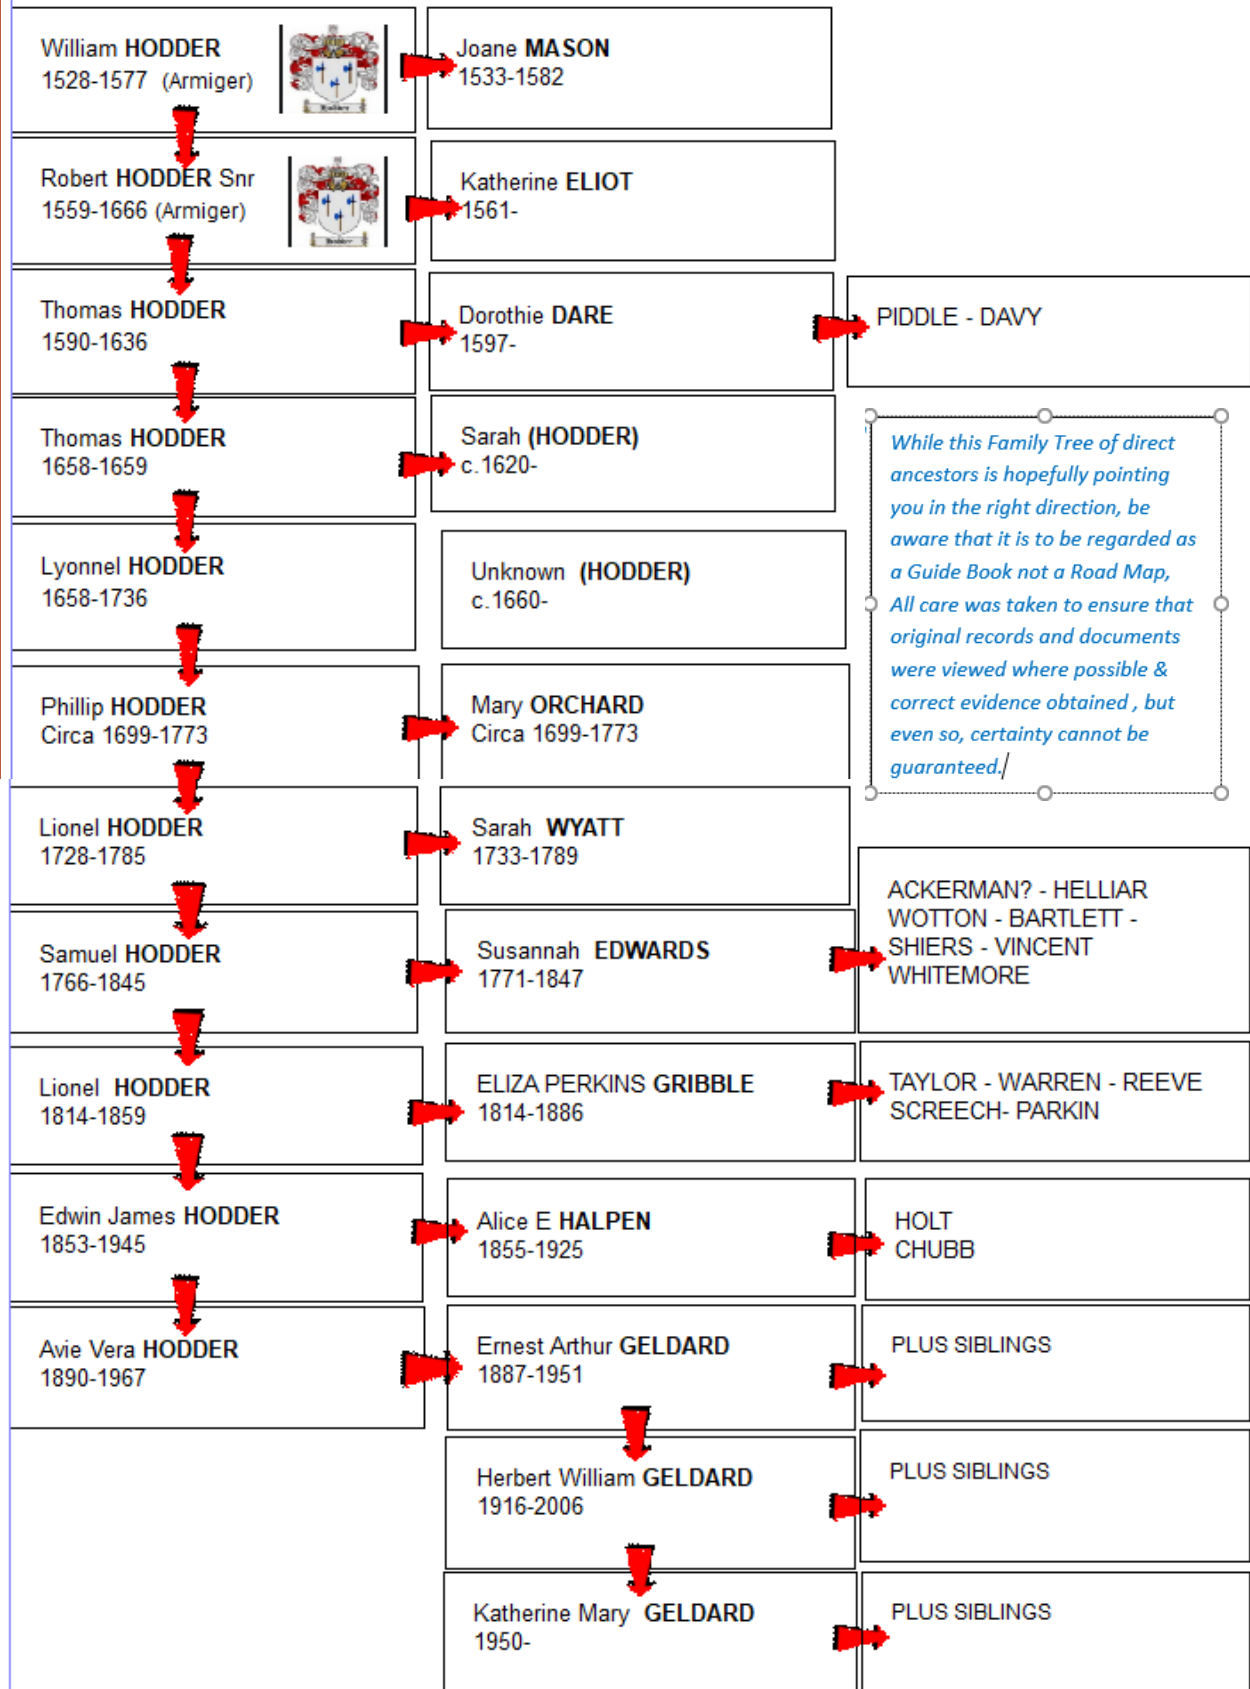 William HODDER
1528-1577 (Armiger)
Hodder
Joane MASON
1533-1582
Robert HODDER Snr
1559-1666 (Armiger)
Hodder
Katherine ELIOT
1561-
Thomas HODDER
1590-1636
Dorothie DARE
1597-
PIDDLE - DAVY
Thomas HODDER
1658-1659
Sarah (HODDER)
c.1620-
While this Family Tree of direct
ancestors is hopefully pointing
you in the right direction, be
aware that it is to be regarded as
a Guide Book not a Road Map,
All care was taken to ensure that
original records and documents
were viewed where possible &
correct evidence obtained , but
even so, certainty cannot be
guaranteed.
Lyonnel HODDER
1658-1736
Unknown (HODDER)
c.1660-
Phillip HODDER
Circa 1699-1773
Mary ORCHARD
Circa 1699-1773
Lionel HODDER
1728-1785
Sarah WYATT
1733-1789
Samuel HODDER
1766-1845
Susannah EDWARDS
1771-1847
ACKERMAN? - HELLIAR
WOTTON - BARTLETT -
SHIERS - VINCENT
WHITEMORE
Lionel HODDER
1814-1859
ELIZA PERKINS GRIBBLE
1814-1886
TAYLOR - WARREN - REEVE
SCREECH- PARKIN
Edwin James HODDER
1853-1945
Alice E HALPEN
1855-1925
HOLT
CHUBB
Avie Vera HODDER
1890-1967
Ernest Arthur GELDARD
1887-1951
PLUS SIBLINGS
Herbert William GELDARD
1916-2006
PLUS SIBLINGS
Katherine Mary GELDARD
1950-
PLUS SIBLINGS